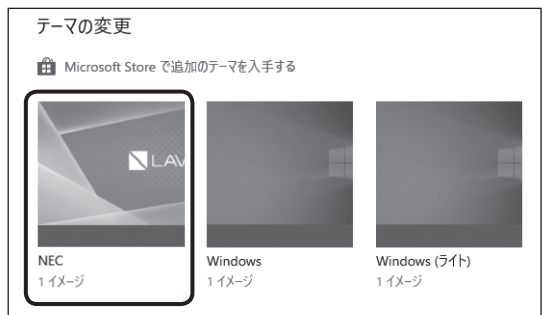 テーマの変更
Microsoft Store で追加のテーマを入手する
LAV
NEC
1 イメージ
Windows
1 イメージ
Windows (ライト)
1 イメージ